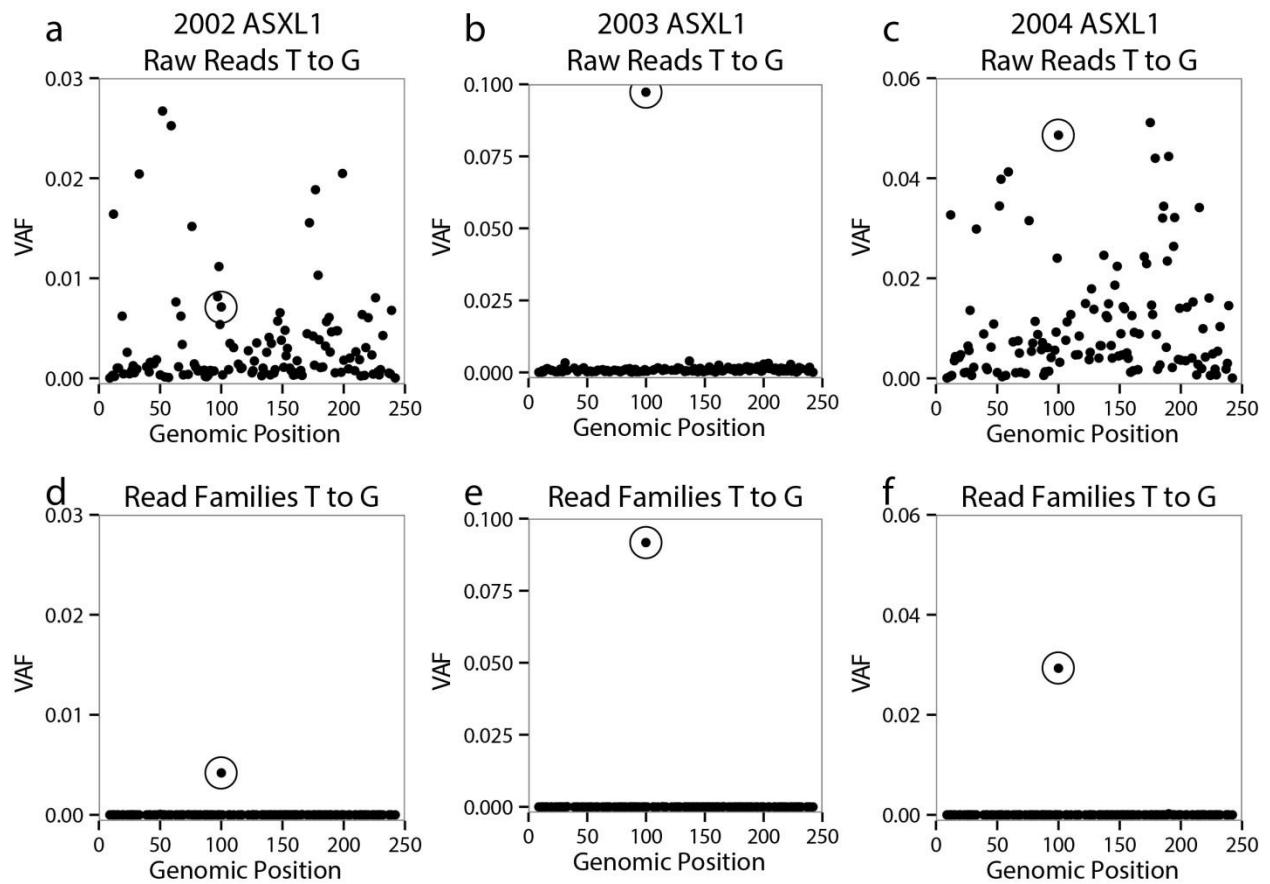 a
2002 ASXL1
Raw Reads T to G
0.03
0.02
0.01
0.00
VAF
0 50 100 150 200 250
Genomic Position
b
2003 ASXL1
Raw Reads T to G
0.100
0.075
0.050
0.025
0.000
VAF
0 50 100 150 200 250
Genomic Position
c
2004 ASXL1
Raw Reads T to G
0.06
0.04
0.02
0.00
VAF
0 50 100 150 200 250
Genomic Position
d
Read Families T to G
0.03
0.02
0.01
0.00
VAF
0 50 100 150 200 250
Genomic Position
e
Read Families T to G
0.100
0.075
0.050
0.025
0.000
VAF
0 50 100 150 200 250
Genomic Position
f
Read Families T to G
0.06
0.04
0.02
0.00
VAF
0 50 100 150 200 250
Genomic Position